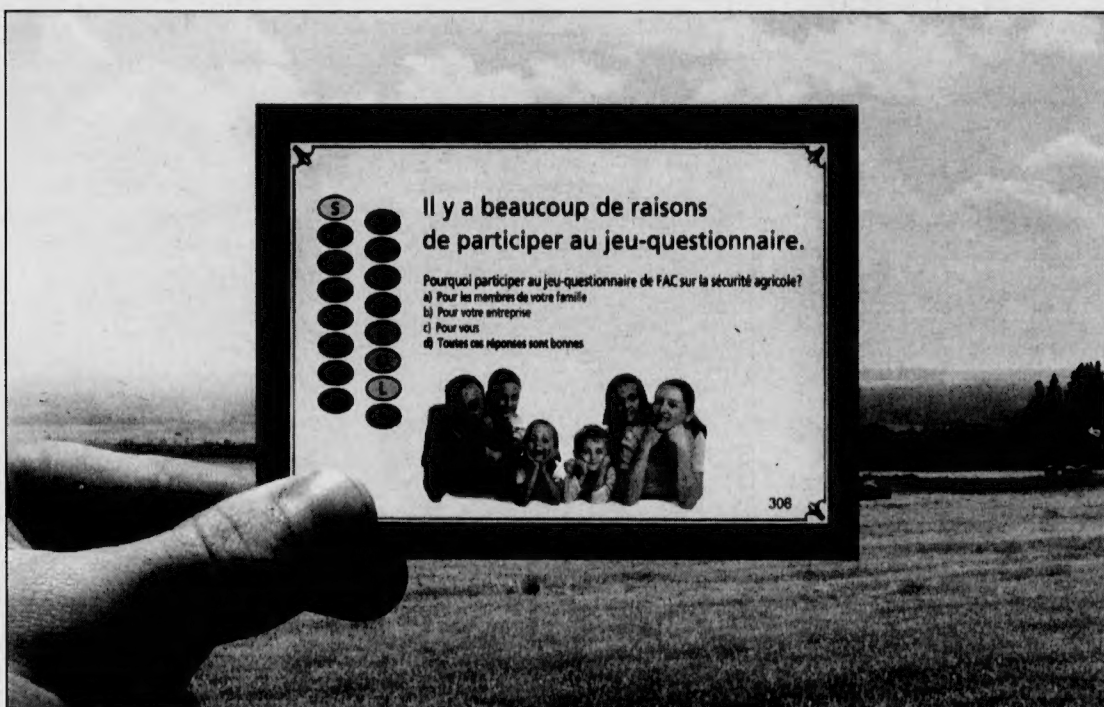 S
L
Il y a beaucoup de raisons
de participer au jeu-questionnaire.
Pourquoi participer au jeu-questionnaire de FAC sur la sécurité agricole?
a) Pour les membres de votre famille
b) Pour votre entreprise
c) Pour vous
d) Toutes ces réponses sont bonnes
306